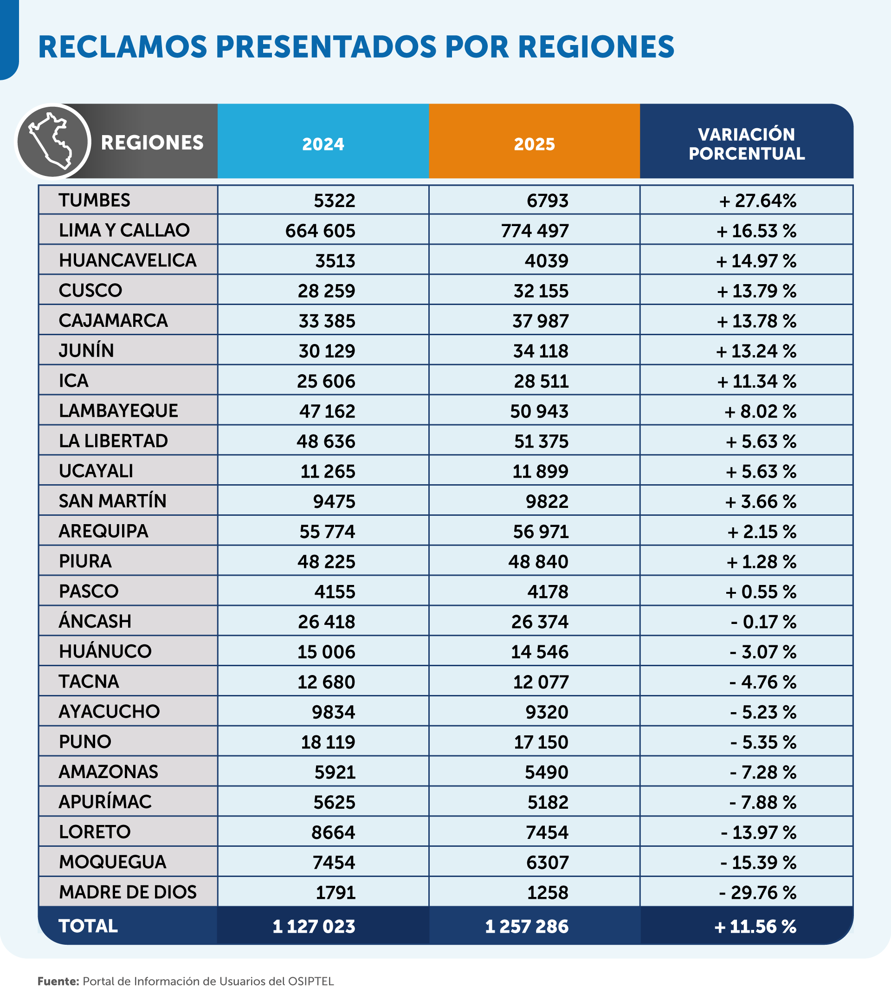 RECLAMOS PRESENTADOS POR REGIONES
REGIONES 2024 2025 VARIACIÓN
PORCENTUAL
TUMBES 5322 6793 + 27.64%
LIMA Y CALLAO 664 605 774 497 + 16.53 %
HUANCAVELICA 3513 4039 + 14.97 %
CUSCO 28 259 32 155 + 13.79 %
CAJAMARCA 33 385 37 987 + 13.78 %
JUNÍN 30 129 34 118 + 13.24 %
ICA 25 606 28 511 + 11.34 %
LAMBAYEQUE 47 162 50 943 + 8.02 %
LA LIBERTAD 48 636 51 375 + 5.63 %
UCAYALI 11 265 11 899 + 5.63 %
SAN MARTÍN 9475 9822 + 3.66 %
AREQUIPA 55 774 56 971 + 2.15 %
PIURA 48 225 48 840 + 1.28 %
PASCO 4155 4178 + 0.55 %
ÁNCASH 26 418 26 374 - 0.17 %
HUÁNUCO 15 006 14 546 - 3.07 %
TACNA 12 680 12 077 - 4.76 %
AYACUCHO 9834 9320 - 5.23 %
PUNO 18 119 17 150 - 5.35 %
AMAZONAS 5921 5490 - 7.28 %
APURÍMAC 5625 5182 - 7.88 %
LORETO 8664 7454 - 13.97 %
MOQUEGUA 7454 6307 - 15.39 %
MADRE DE DIOS 1791 1258 - 29.76 %
TOTAL 1 127 023 1 257 286 + 11.56 %
Fuente: Portal de Información de Usuarios del OSIPTEL